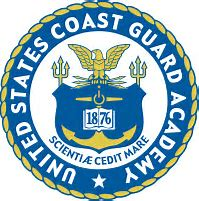 UNITED STATES COAST GUARD ACADEMY
1876
SCIENTIÆ CEDIT MARE